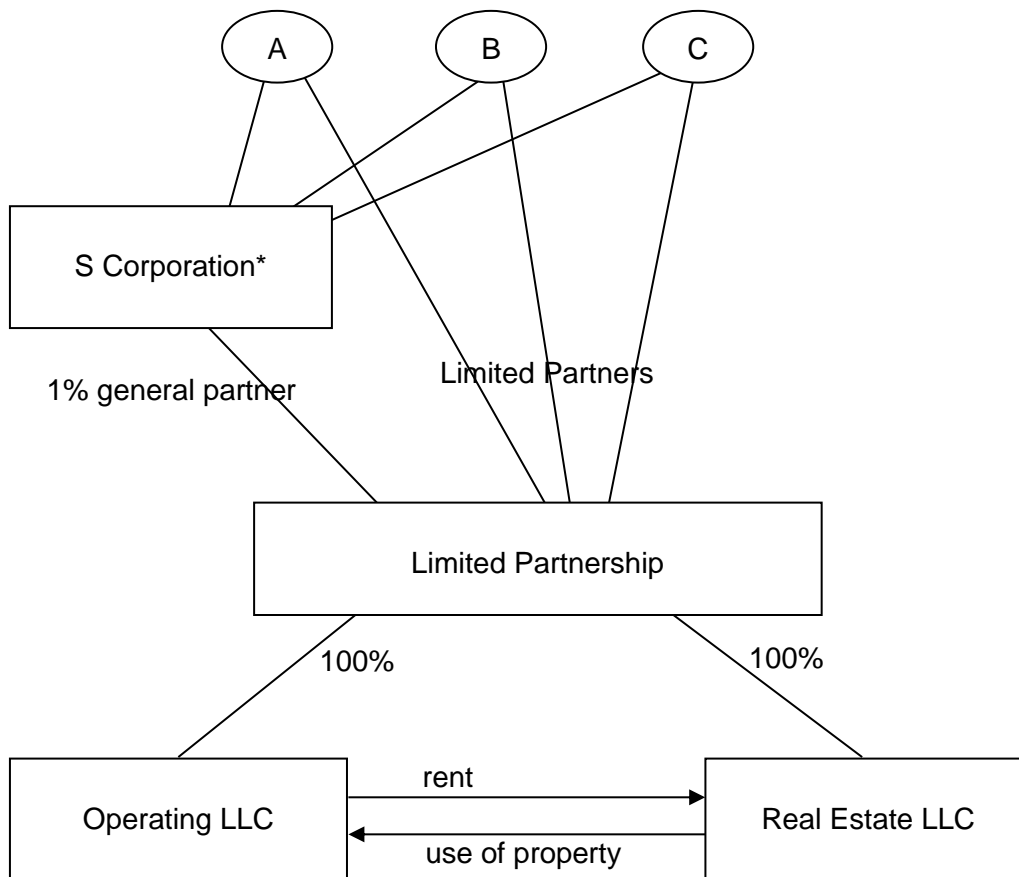 A
B
C
S Corporation*
1% general partner
Limited Partners
Limited Partnership
100%
100%
Operating LLC
rent
use of property
Real Estate LLC